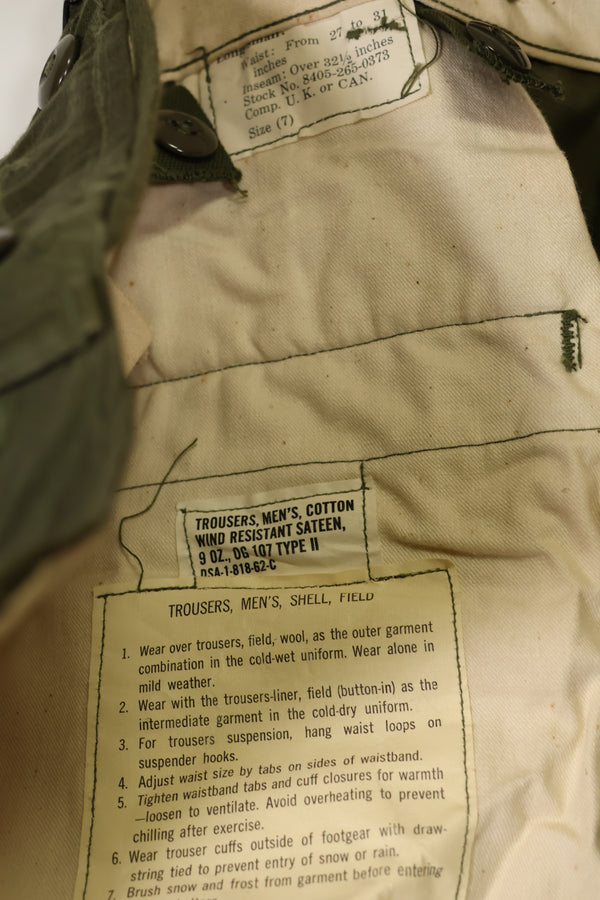 Waist: From 27 to 31
inches
Inseam: Over 32½ inches
Stock No. 8405-265-0373
Comp. U. K. or CAN.
Size (7)
TROUSERS, MEN'S, COTTON
WIND RESISTANT SATEEN,
9 OZ., OG 107 TYPE II
DSA-1-818-62-C
TROUSERS, MEN'S, SHELL, FIELD
1. Wear over trousers, field, wool, as the outer garment
combination in the cold-wet uniform. Wear alone in
mild weather.
2. Wear with the trousers-liner, field (button-in) as the
intermediate garment in the cold-dry uniform.
3. For trousers suspension, hang waist loops on
suspender hooks.
4. Adjust waist size by tabs on sides of waistband.
5. Tighten waistband tabs and cuff closures for warmth
—loosen to ventilate. Avoid overheating to prevent
chilling after exercise.
6. Wear trouser cuffs outside of footgear with draw-
string tied to prevent entry of snow or rain.
7. Brush snow and frost from garment before entering